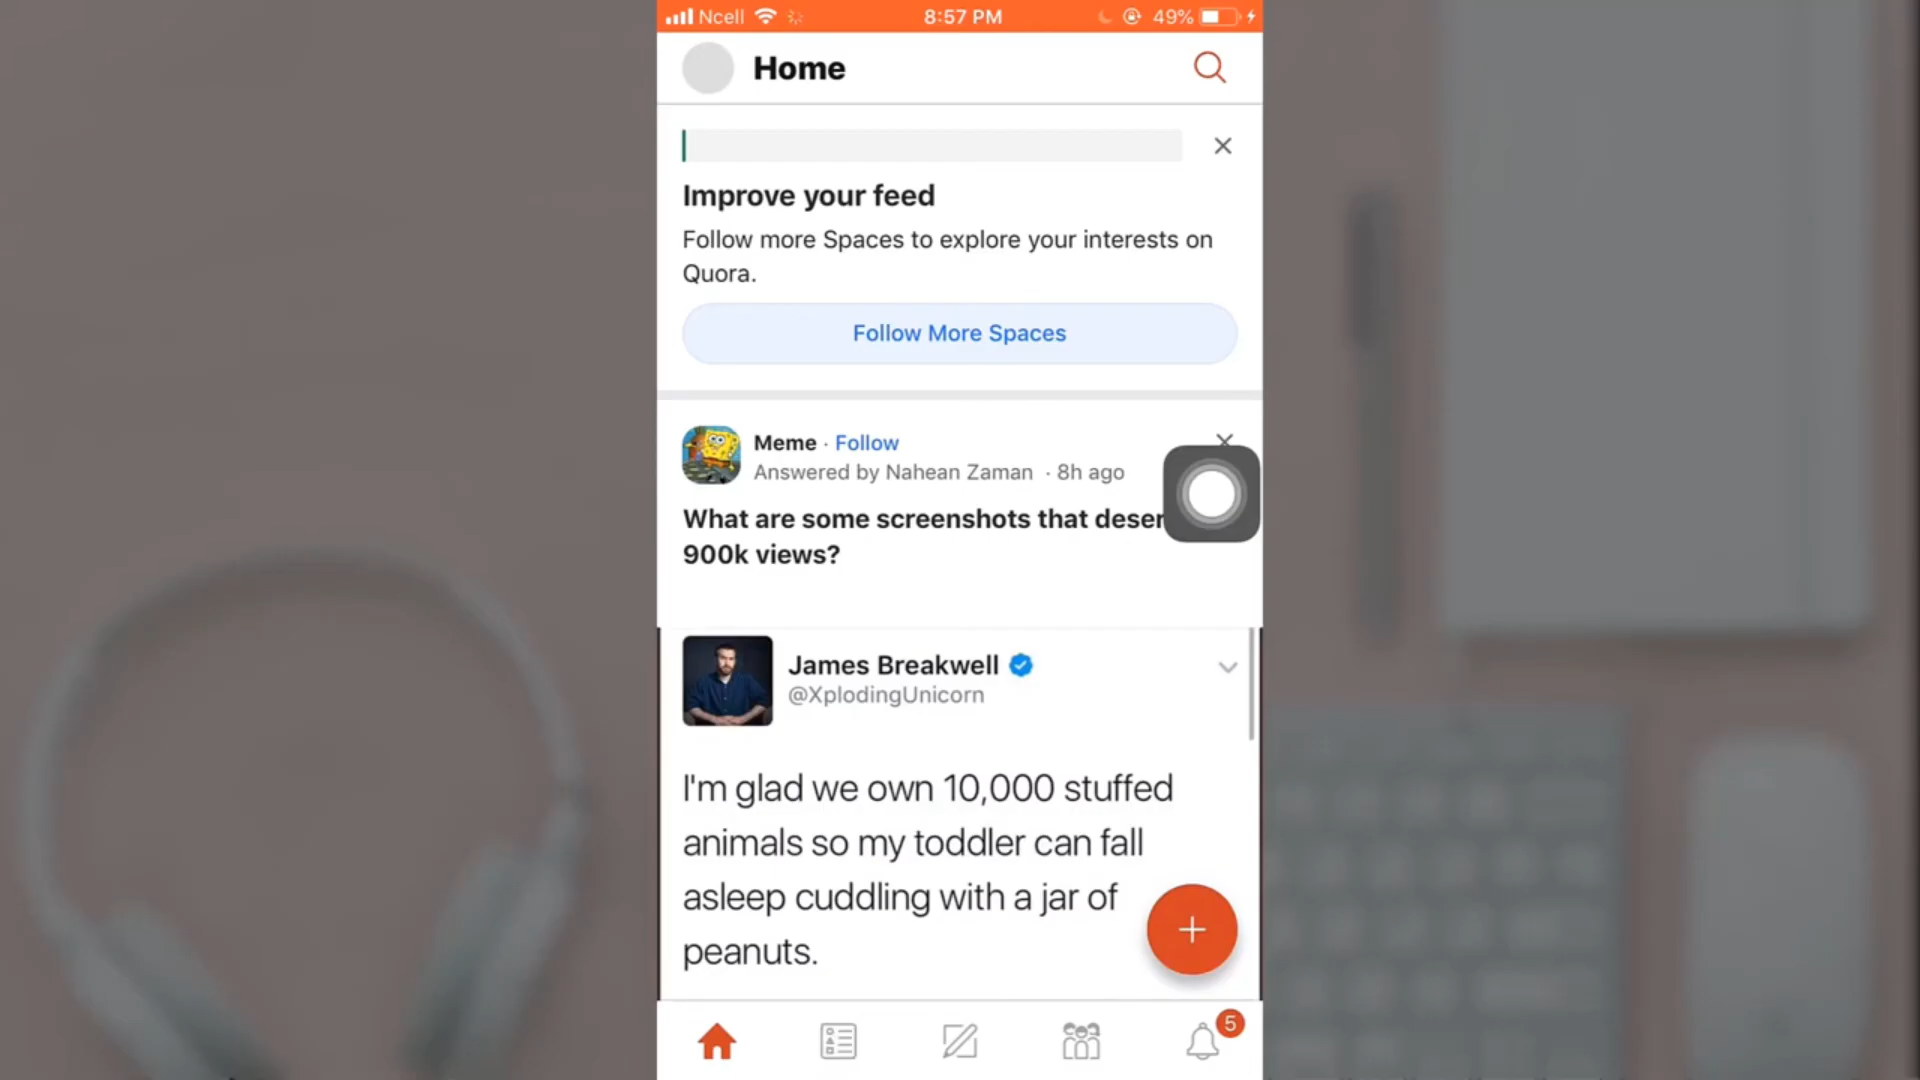 Ncell 8:57 PM 49%
Home
Improve your feed
Follow more Spaces to explore your interests on
Quora.
Follow More Spaces
Meme · Follow
Answered by Nahean Zaman · 8h ago
What are some screenshots that
900k views?
James Breakwell
@XplodingUnicorn
I'm glad we own 10,000 stuffed
animals so my toddler can fall
asleep cuddling with a jar of
peanuts.
5